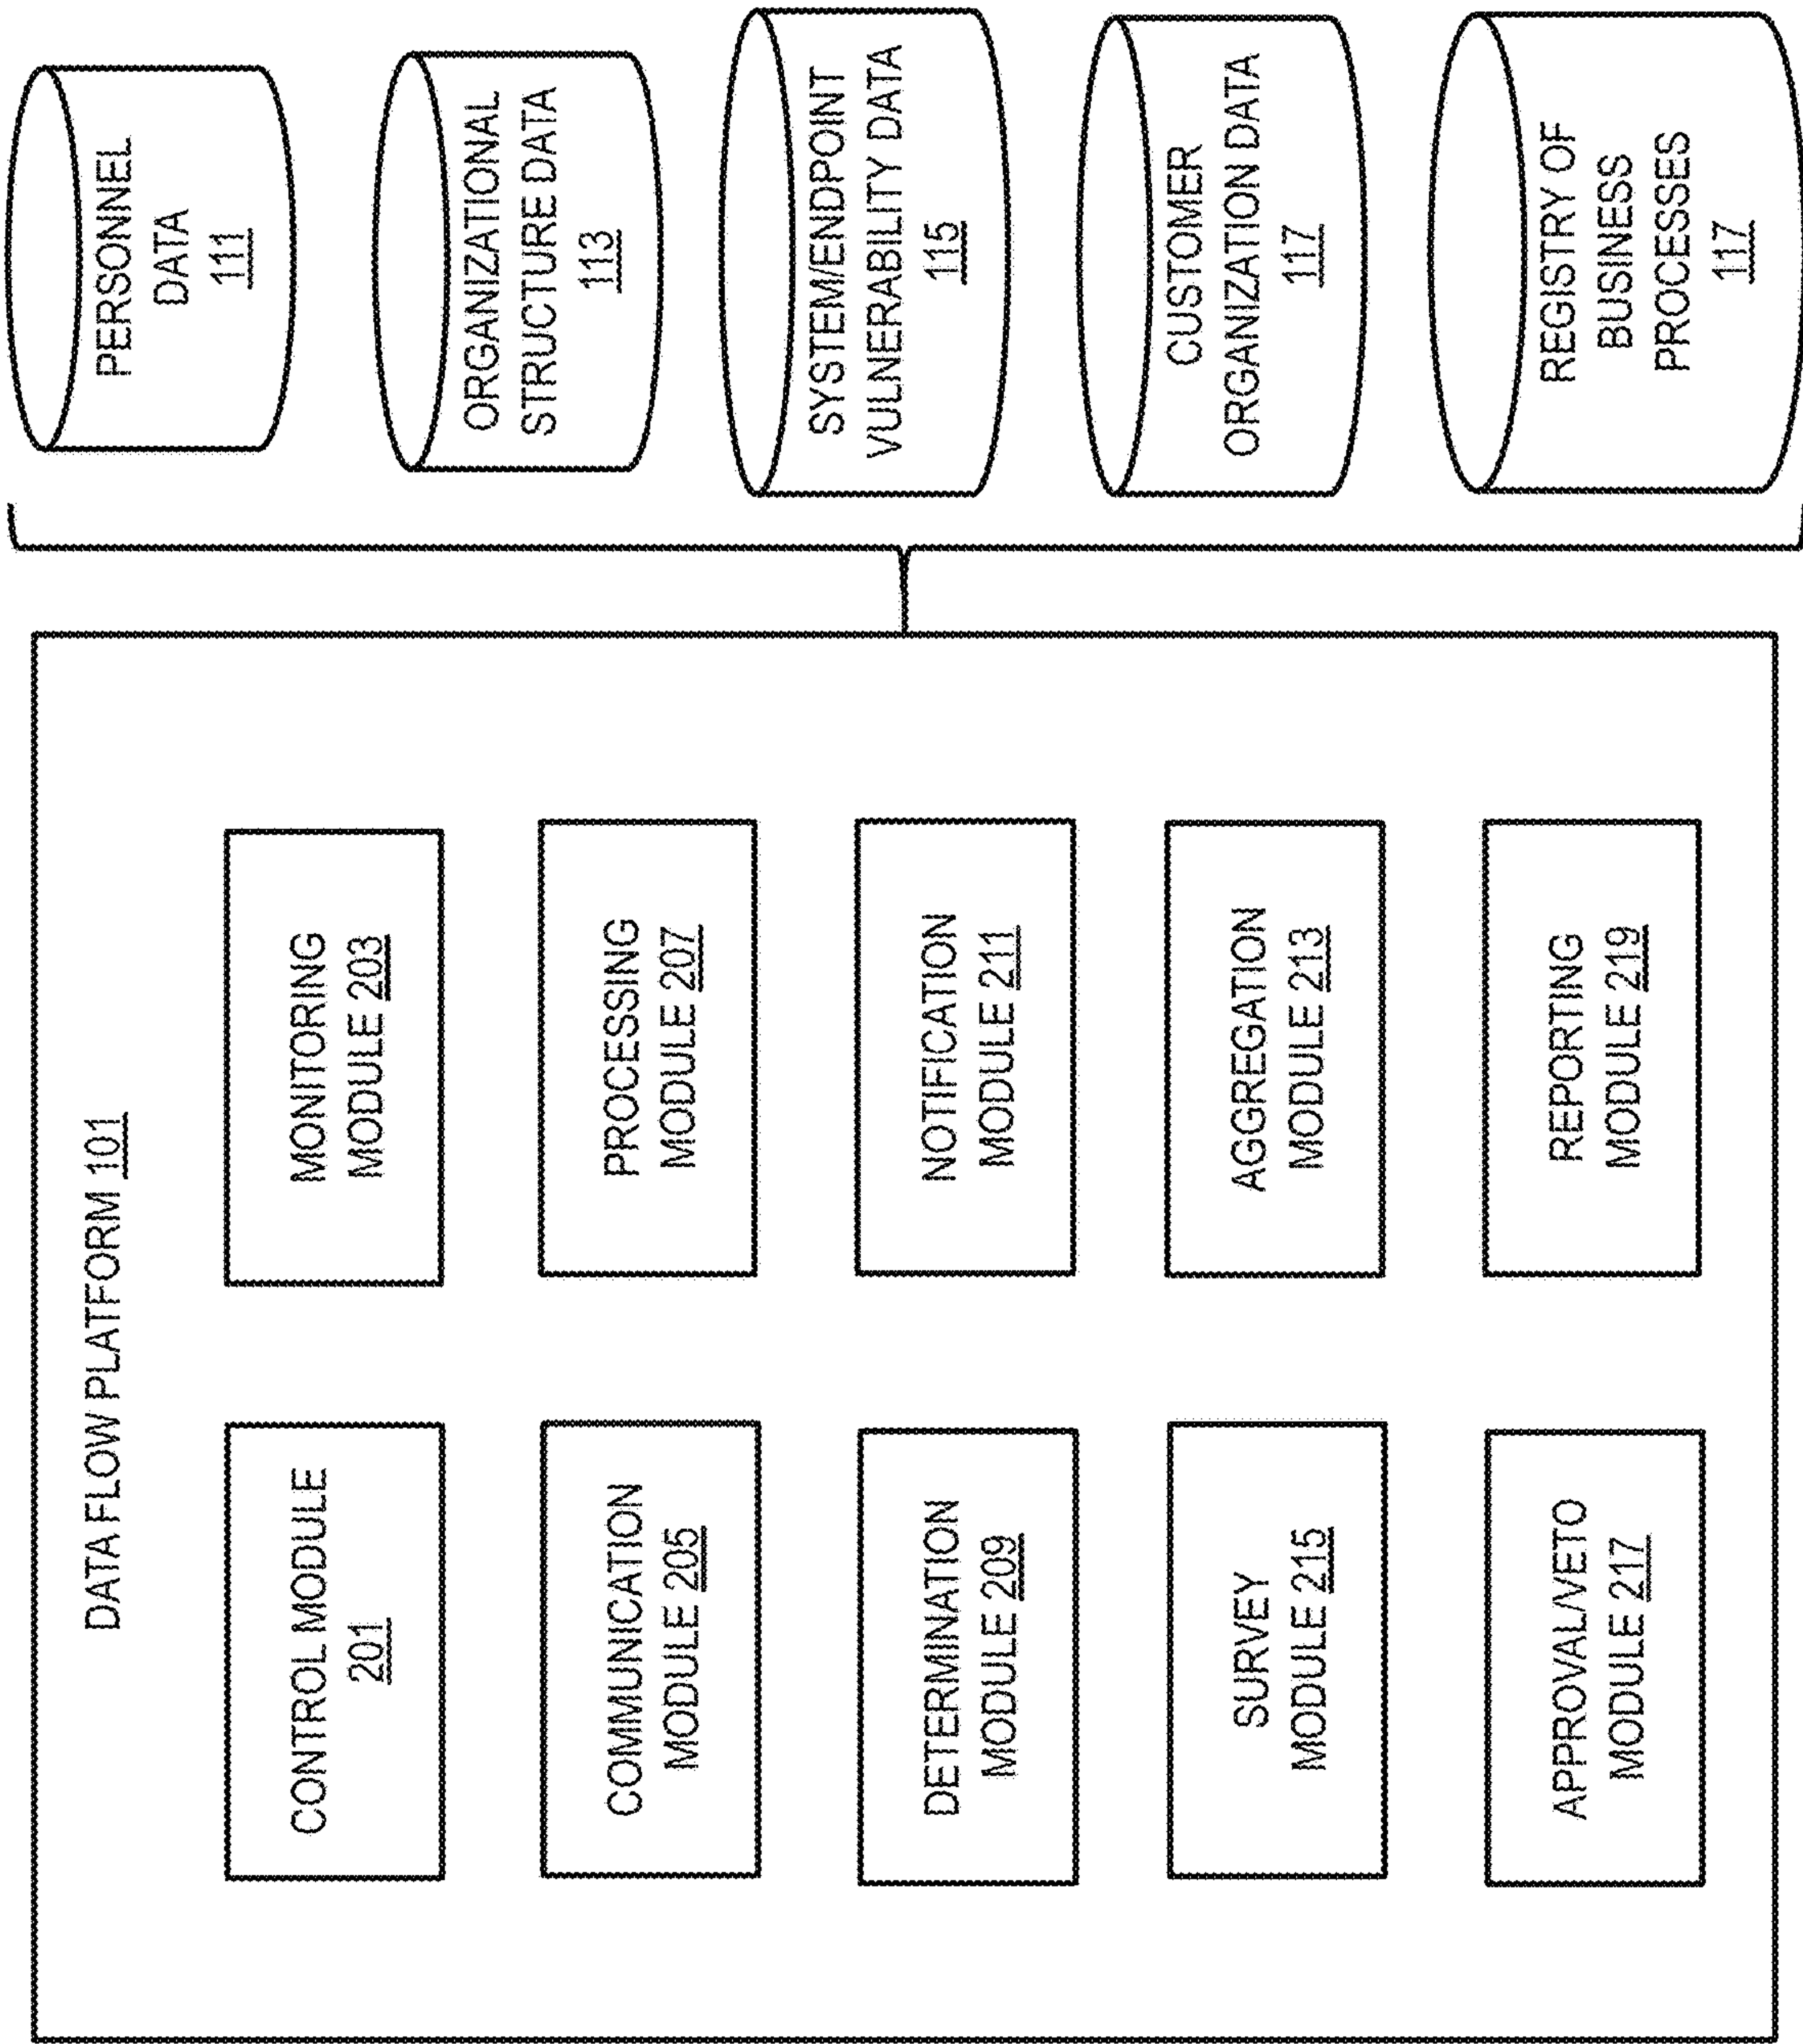 DATA FLOW PLATFORM 101
CONTROL MODULE
201
MONITORING
MODULE 203
COMMUNICATION
MODULE 205
PROCESSING
MODULE 207
DETERMINATION
MODULE 209
NOTIFICATION
MODULE 211
SURVEY
MODULE 215
AGGREGATION
MODULE 213
APPROVAL/VETO
MODULE 217
REPORTING
MODULE 219
PERSONNEL
DATA
111
ORGANIZATIONAL
STRUCTURE DATA
113
SYSTEM/ENDPOINT
VULNERABILITY DATA
115
CUSTOMER
ORGANIZATION DATA
117
REGISTRY OF
BUSINESS
PROCESSES
117